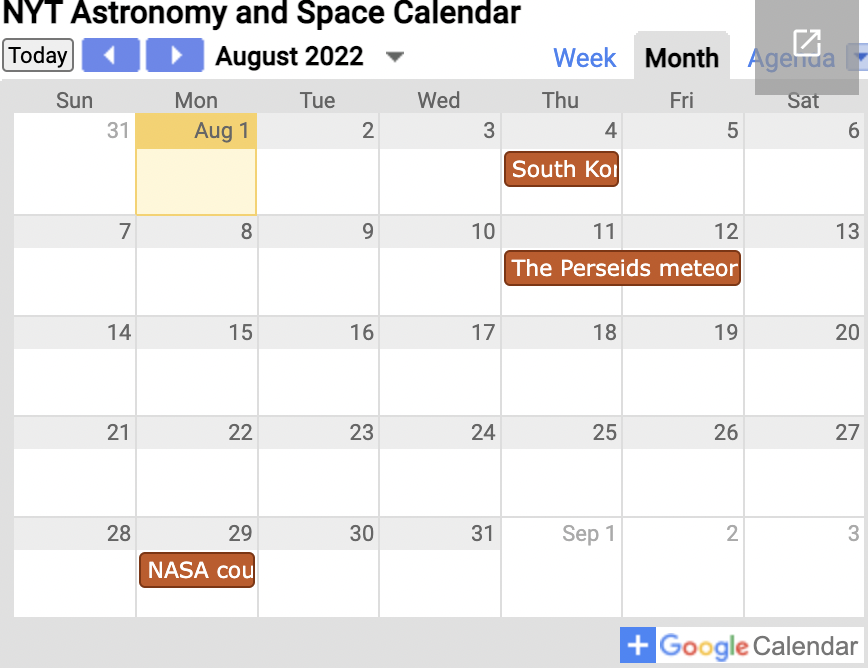 NYT Astronomy and Space Calendar
Today August 2022 Week Month Agenda
Sun Mon Tue Wed Thu Fri Sat
31 Aug 1 2 3 4 5 6
South Kor
7 8 9 10 11 12 13
The Perseids meteor
14 15 16 17 18 19 20
21 22 23 24 25 26 27
28 29 30 31 Sep 1 2 3
NASA cou
+ Google Calendar